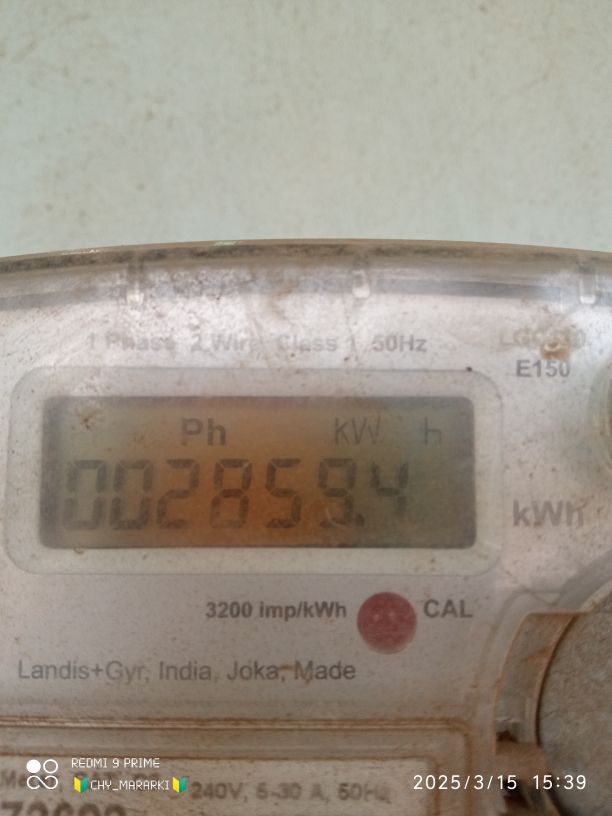 1 Phase 2 Wire Class 1 50Hz
E150
Ph KW h
002859.4
kWh
3200 imp/kWh CAL
Landis+Gyr, India, Joka, Made
240V, 5-30 A, 50Hz
REDMI 9 PRIME
CHY_MARARKI
2025/3/15 15:39